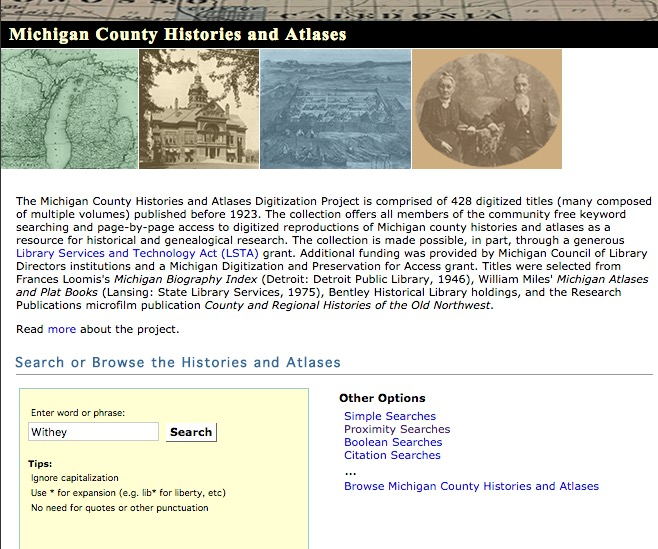 CALEDONIA
Michigan County Histories and Atlases
The Michigan County Histories and Atlases Digitization Project is comprised of 428 digitized titles (many composed
of multiple volumes) published before 1923. The collection offers all members of the community free keyword
searching and page-by-page access to digitized reproductions of Michigan county histories and atlases as a
resource for historical and genealogical research. The collection is made possible, in part, through a generous
Library Services and Technology Act (LSTA) grant. Additional funding was provided by Michigan Council of Library
Directors institutions and a Michigan Digitization and Preservation for Access grant. Titles were selected from
Frances Loomis's Michigan Biography Index (Detroit: Detroit Public Library, 1946), William Miles' Michigan Atlases
and Plat Books (Lansing: State Library Services, 1975), Bentley Historical Library holdings, and the Research
Publications microfilm publication County and Regional Histories of the Old Northwest.
Read more about the project.
Search or Browse the Histories and Atlases
Enter word or phrase:
Withey
Search
Tips:
Ignore capitalization
Use * for expansion (e.g. lib* for liberty, etc)
No need for quotes or other punctuation
Other Options
Simple Searches
Proximity Searches
Boolean Searches
Citation Searches
...
Browse Michigan County Histories and Atlases